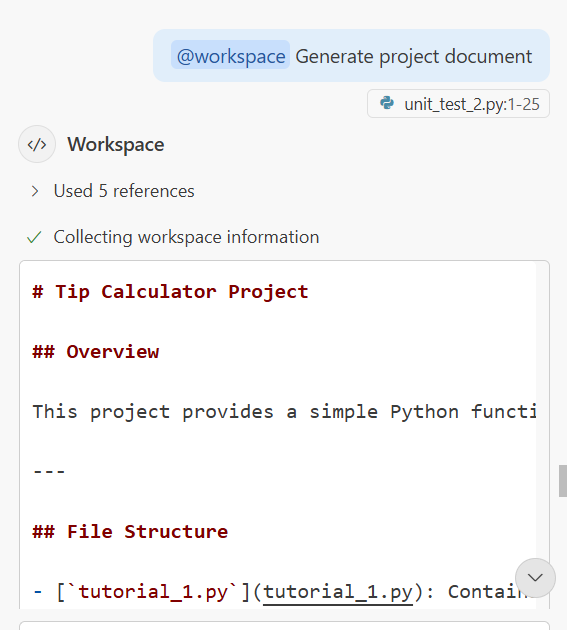 @workspace Generate project document
unit_test_2.py:1-25
</> Workspace
> Used 5 references
✓ Collecting workspace information
# Tip Calculator Project
## Overview
This project provides a simple Python functi
---
## File Structure
- [`tutorial_1.py`](tutorial_1.py): Contain